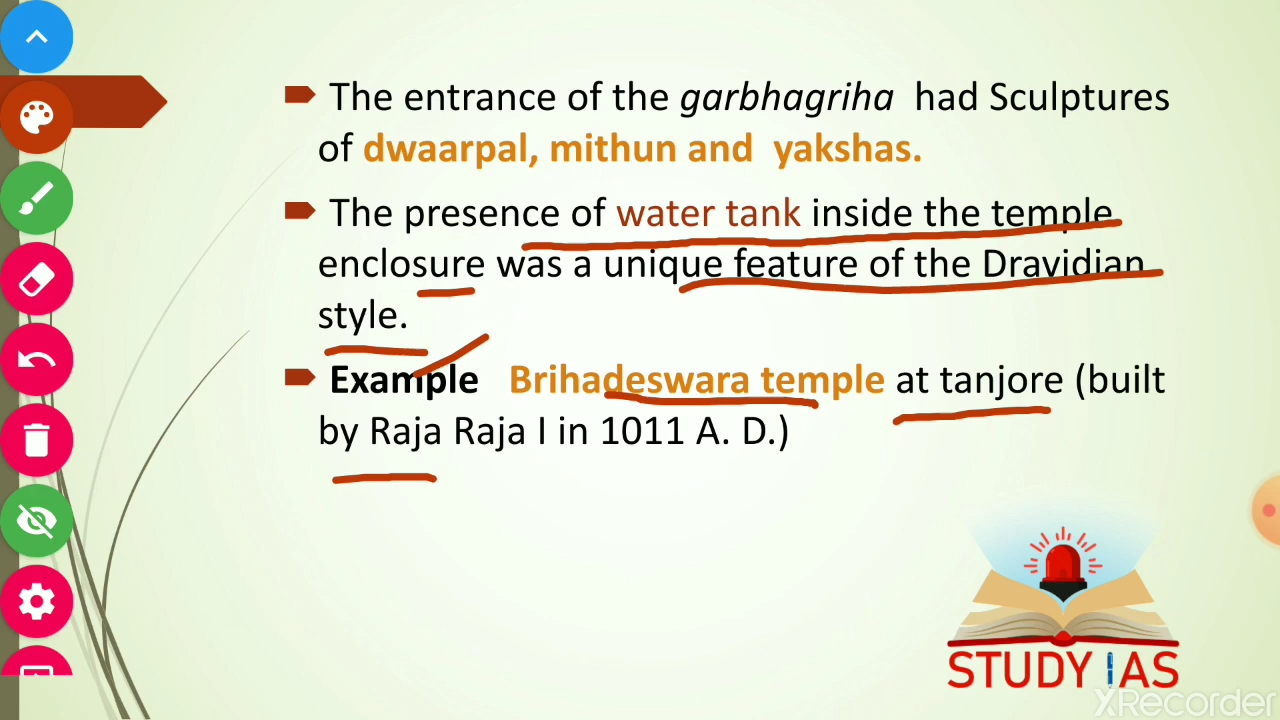 The entrance of the garbhagriha had Sculptures
of dwaarpal, mithun and yakshas.
The presence of water tank inside the temple
enclosure was a unique feature of the Dravidian
style.
Example Brihadeswara temple at tanjore (built
by Raja Raja I in 1011 A. D.)
STUDY IAS
XRecorder